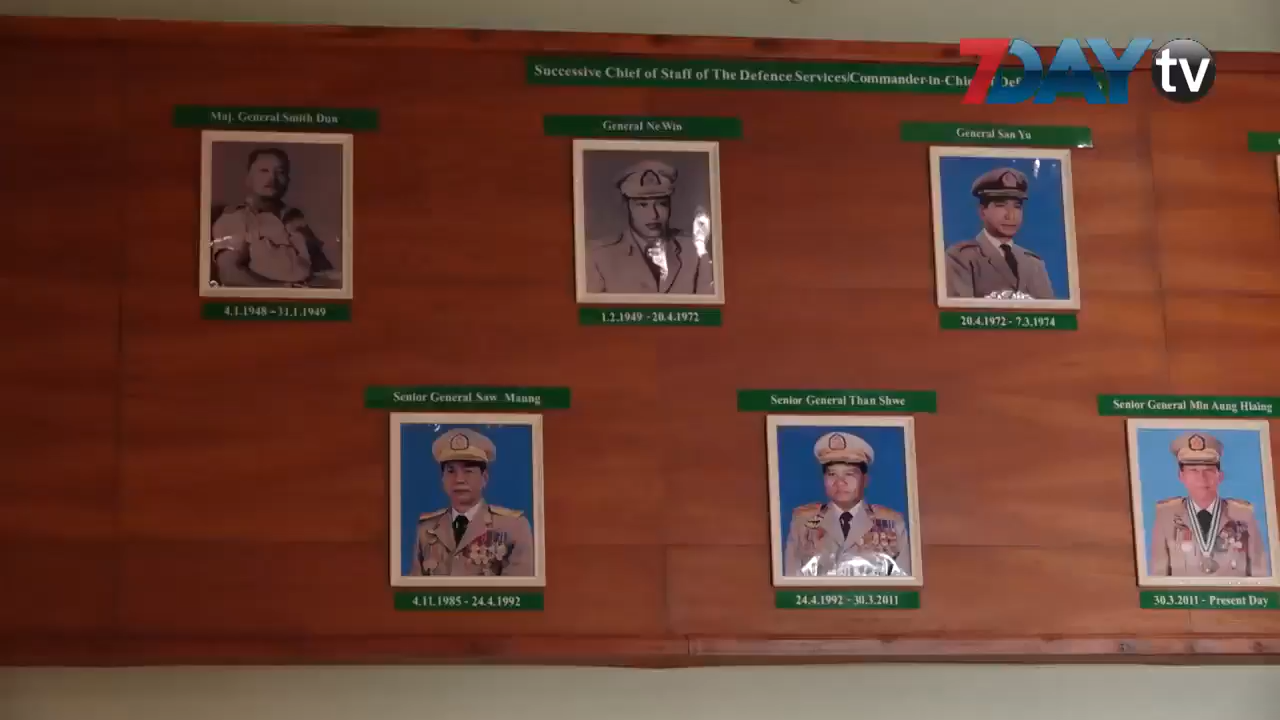 7DAY tv
Successive Chief of Staff of The Defence Services/Commander-in-Chief of Def
Maj. General Smith Dun
General Ne Win
General San Yu
4.1.1948 - 31.1.1949
1.2.1949 - 20.4.1972
20.4.1972 - 7.3.1974
Senior General Saw Maung
Senior General Than Shwe
Senior General Min Aung Hlaing
4.11.1985 - 24.4.1992
24.4.1992 - 30.3.2011
30.3.2011 - Present Day